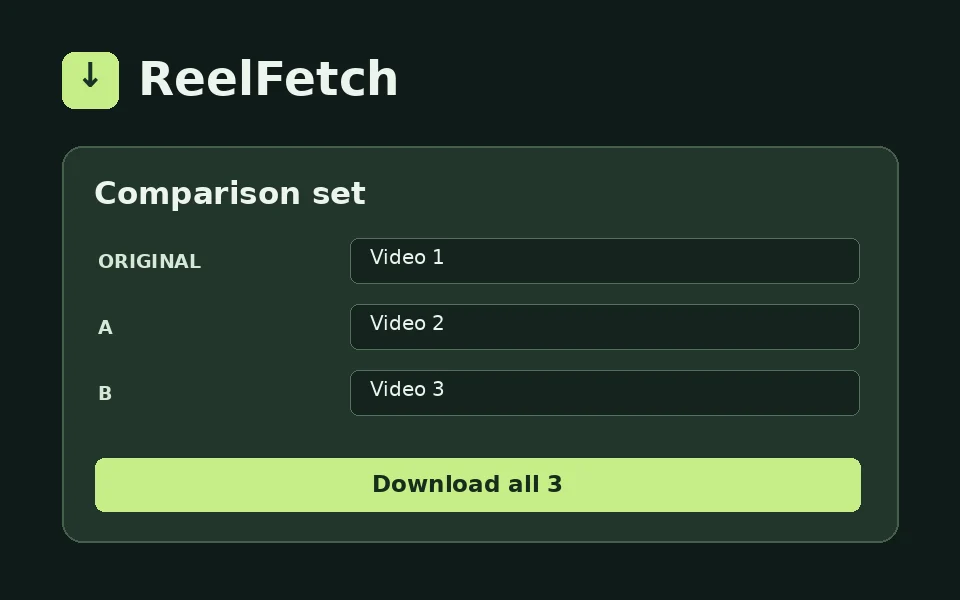 ↓ ReelFetch
Comparison set
ORIGINAL Video 1
A Video 2
B Video 3
Download all 3